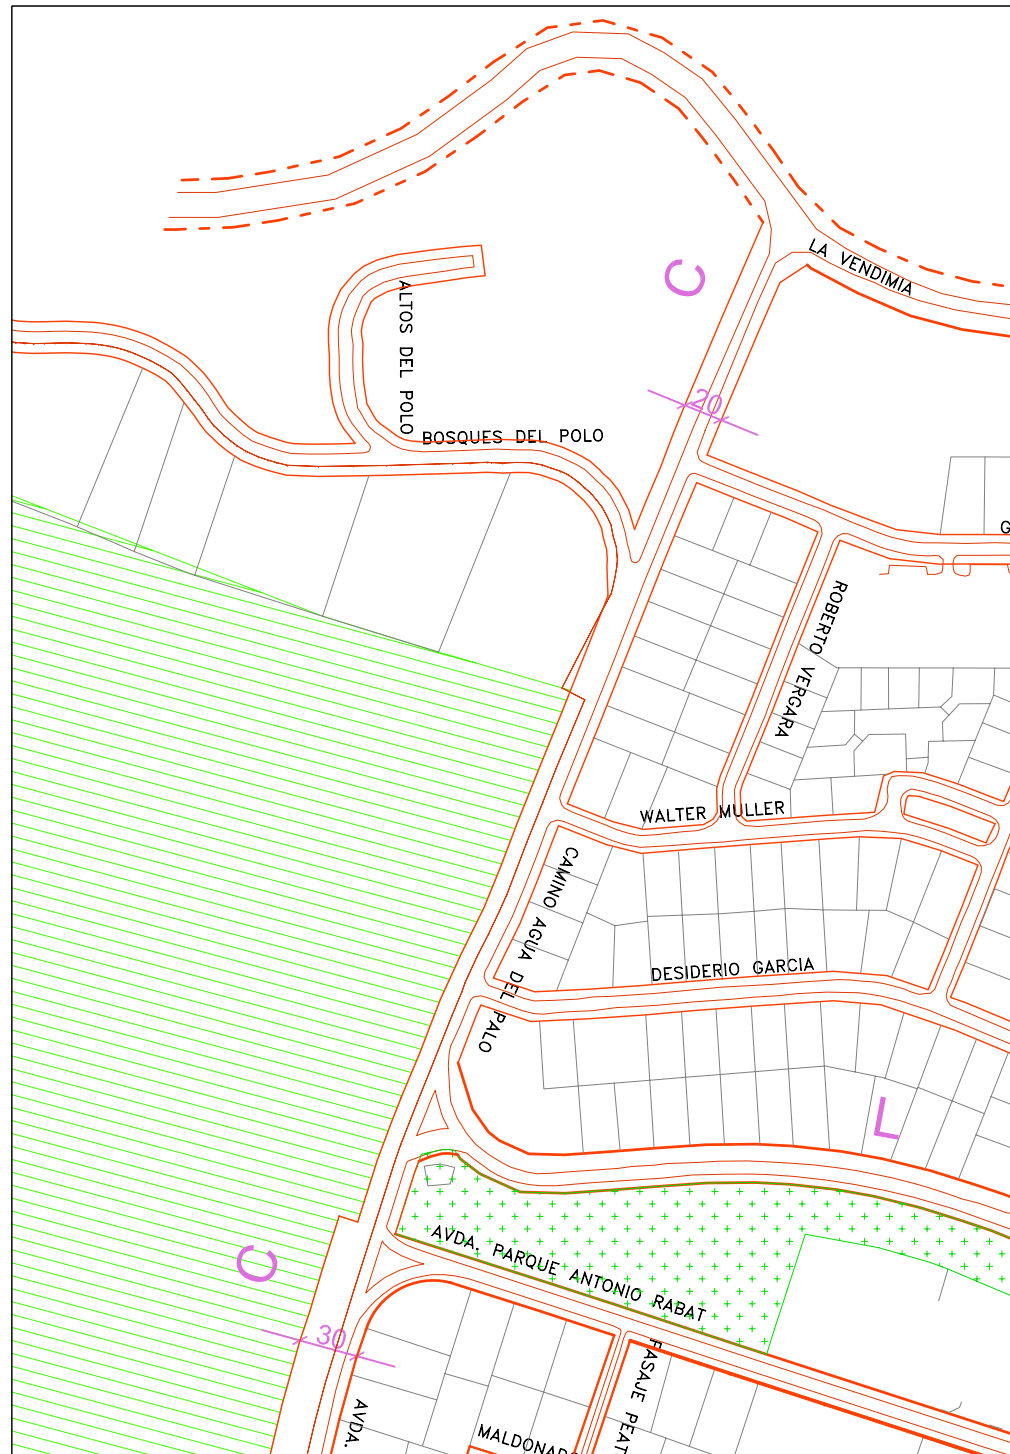 LA VENDIMIA
C
ALTOS DEL POLO
20
BOSQUES DEL POLO
G
ROBERTO VERGARA
WALTER MULLER
CAMINO AGUA DEL PALO
DESIDERIO GARCIA
L
AVDA. PARQUE ANTONIO RABAT
C
30
PASAJE PEAT
AVDA.
MALDONADO